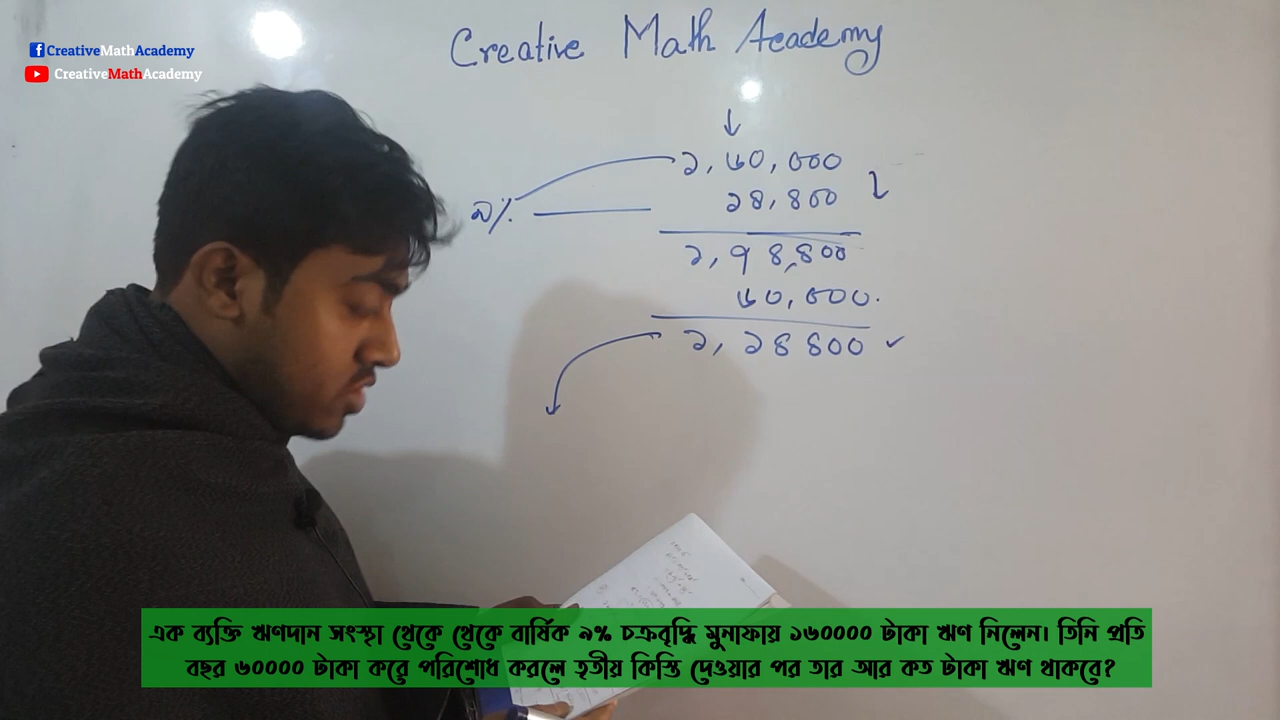 CreativeMathAcademy
CreativeMathAcademy
Creative Math Academy
১,৬০,০০০
১৪,৪০০
৯%
১,৭৪,৪০০
৬০,০০০
১,১৪৪০০
এক ব্যক্তি ঋণদান সংস্থা থেকে থেকে বার্ষিক ৯% চক্রবৃদ্ধি মুনাফায় ১৬০০০০ টাকা ঋণ নিলেন। তিনি প্রতি
বছর ৬০০০০ টাকা করে পরিশোধ করলে তৃতীয় কিস্তি দেওয়ার পর তার আর কত টাকা ঋণ থাকবে?